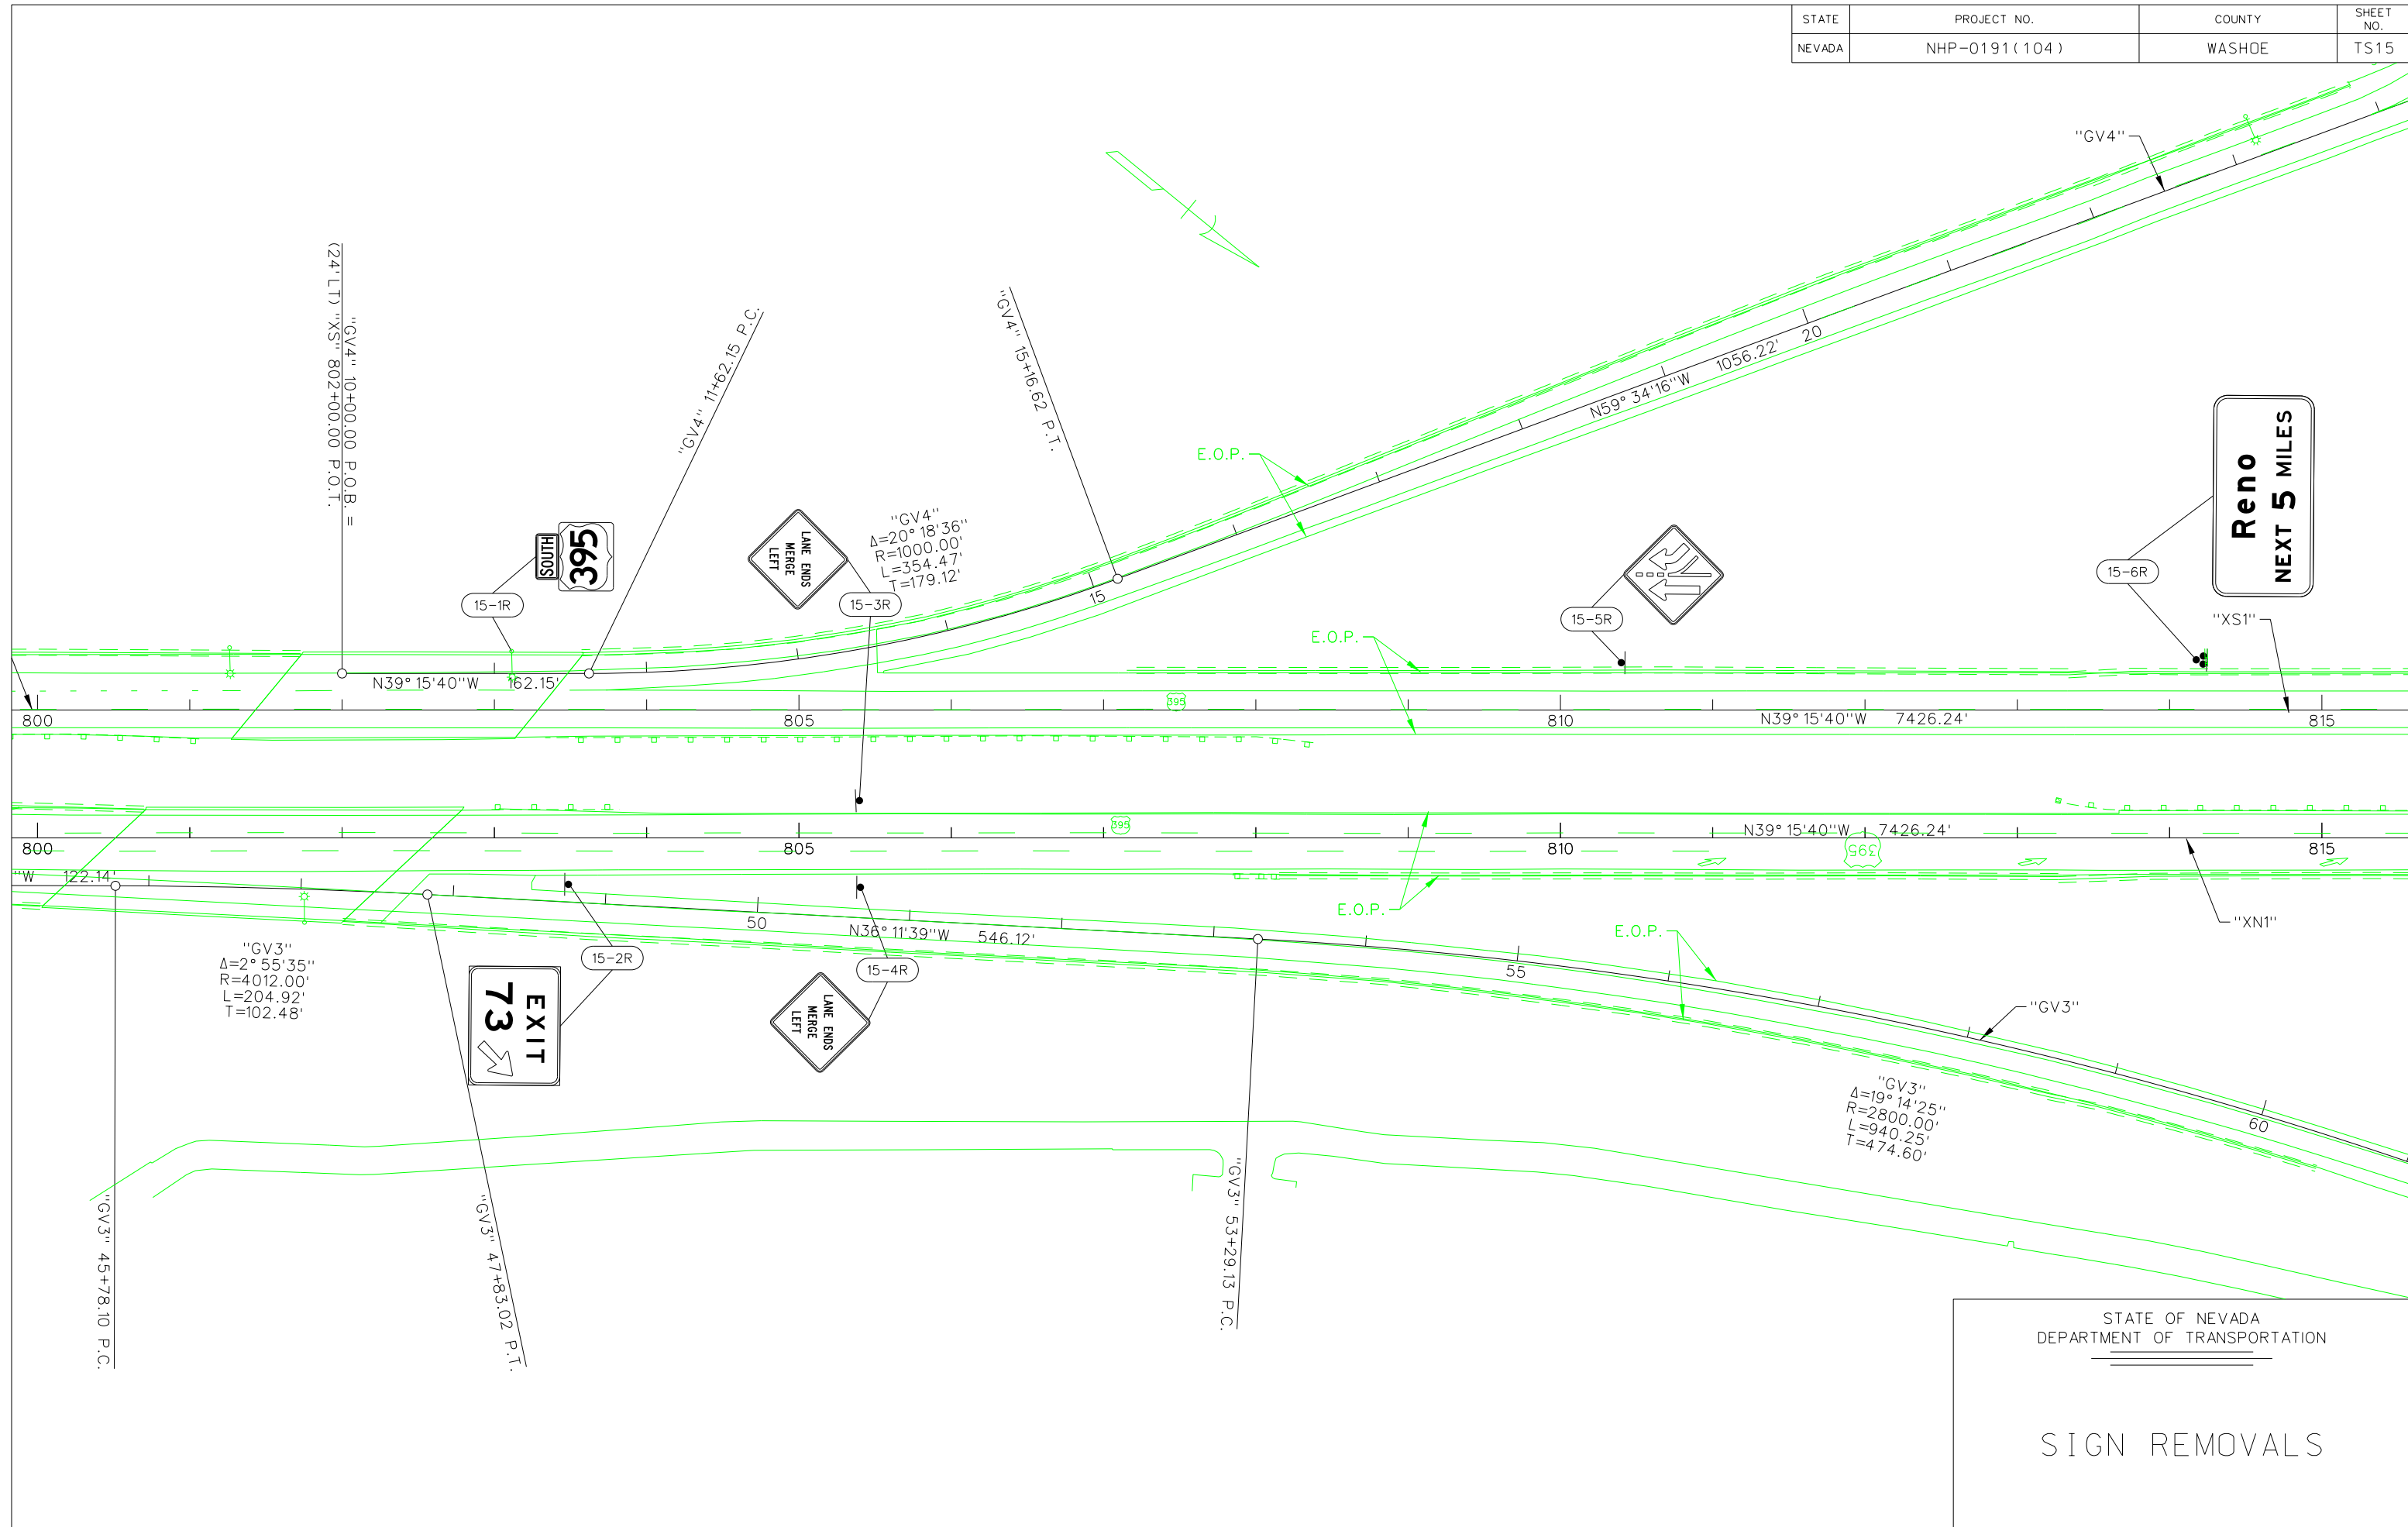 STATE PROJECT NO. COUNTY SHEET NO.
NEVADA NHP-0191(104) WASHOE TS15
"GV4"
(24'LT) "XS" 802+00.00 P.O.T.
"GV4" 10+00.00 P.O.B. =
"GV4" 11+62.15 P.C.
"GV4" 15+16.62 P.T.
N59° 34'16"W 1056.22'
20
E.O.P.
Reno
NEXT 5 MILES
SOUTH
395
15-1R
LANE ENDS
MERGE
LEFT
15-3R
"GV4"
Δ=20° 18'36"
R=1000.00'
L=354.47'
T=179.12'
15
15-5R
15-6R
"XS1"
E.O.P.
N39° 15'40"W 162.15'
395
800
805
810
N39° 15'40"W 7426.24'
815
395
N39° 15'40"W 7426.24'
395
800
805
810
815
"W 122.14'
E.O.P.
50
N36° 11'39"W 546.12'
"XN1"
E.O.P.
55
"GV3"
Δ=2° 55'35"
R=4012.00'
L=204.92'
T=102.48'
15-2R
15-4R
EXIT
73
LANE ENDS
MERGE
LEFT
"GV3"
"GV3"
Δ=19° 14'25"
R=2800.00'
L=940.25'
T=474.60'
60
"GV3" 45+78.10 P.C.
"GV3" 47+83.02 P.T.
"GV3" 53+29.13 P.C.
STATE OF NEVADA
DEPARTMENT OF TRANSPORTATION
SIGN REMOVALS